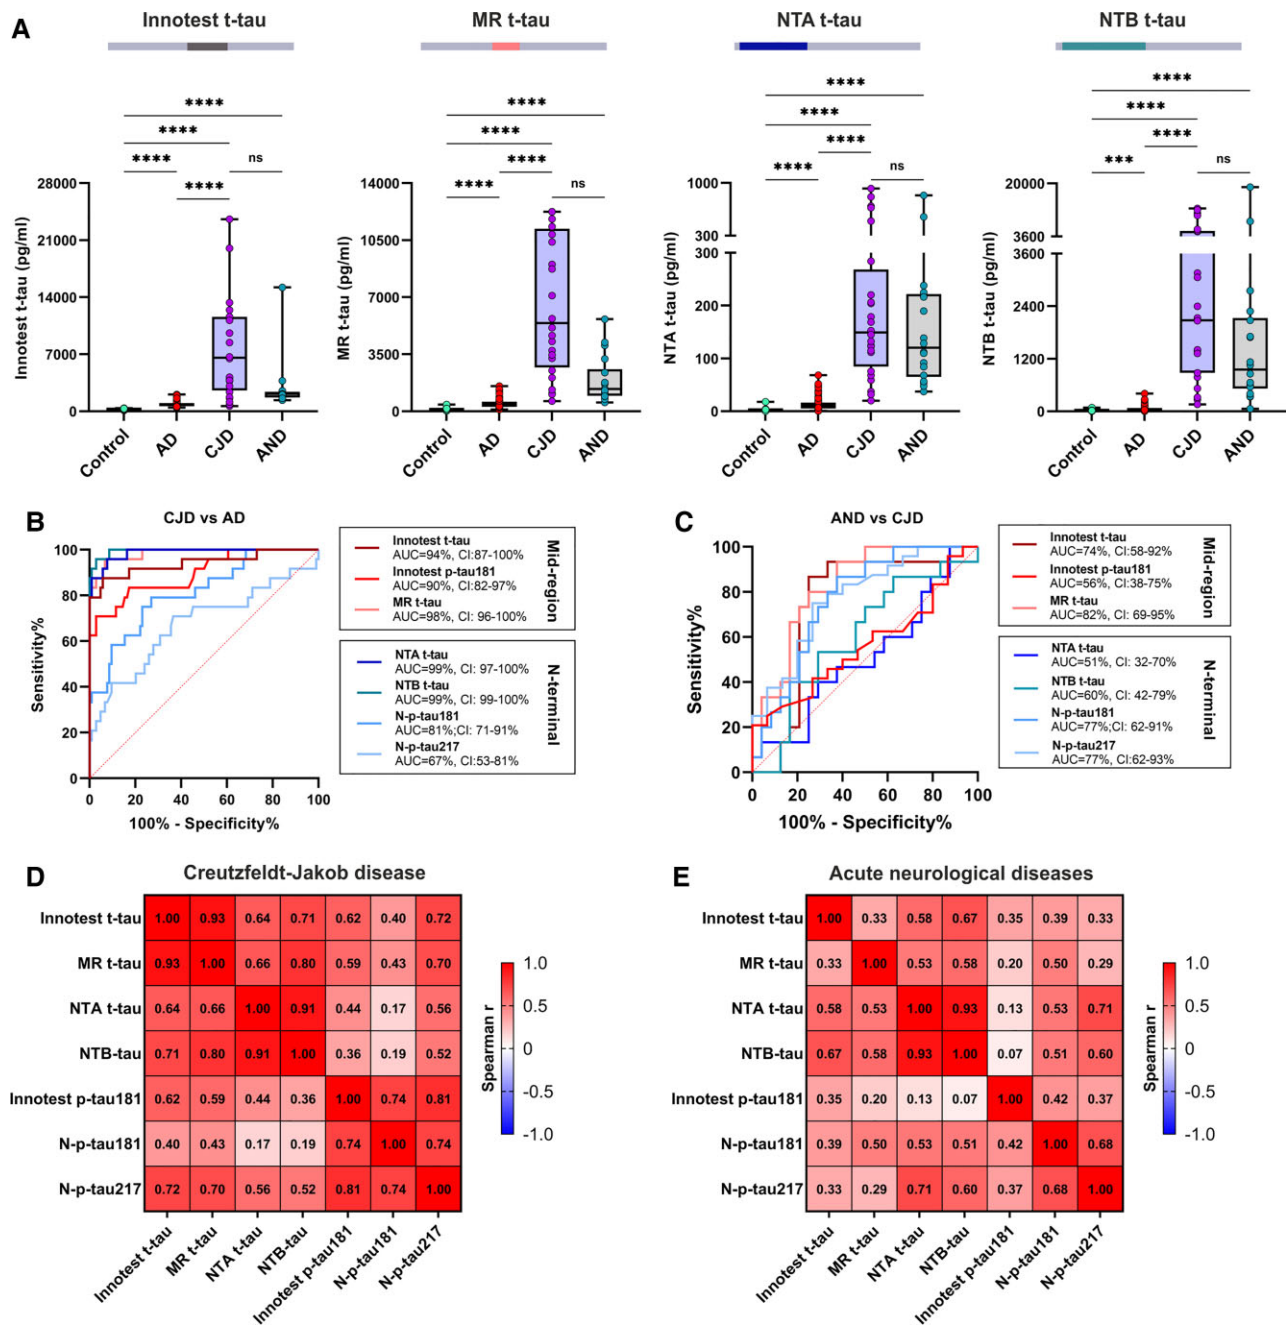 A
Innotest t-tau
MR t-tau
NTA t-tau
NTB t-tau
****
****
****
****
ns
Innotest t-tau (pg/ml)
28000
21000
14000
7000
0
Control
AD
CJD
AND
****
****
****
****
ns
MR t-tau (pg/ml)
14000
10500
7000
3500
0
Control
AD
CJD
AND
****
****
****
****
ns
NTA t-tau (pg/ml)
1000
300
300
200
100
0
Control
AD
CJD
AND
****
****
****
***
ns
NTB t-tau (pg/ml)
20000
3600
3600
2400
1200
0
Control
AD
CJD
AND
B
CJD vs AD
Sensitivity%
100
80
60
40
20
0
0 20 40 60 80 100
100% - Specificity%
Innotest t-tau
AUC=94%, CI:87-100%
Innotest p-tau181
AUC=90%, CI:82-97%
MR t-tau
AUC=98%, CI: 96-100%
Mid-region
NTA t-tau
AUC=99%, CI: 97-100%
NTB t-tau
AUC=99%, CI: 99-100%
N-p-tau181
AUC=81%;CI: 71-91%
N-p-tau217
AUC=67%, CI:53-81%
N-terminal
C
AND vs CJD
Sensitivity%
100
80
60
40
20
0
0 20 40 60 80 100
100% - Specificity%
Innotest t-tau
AUC=74%, CI:58-92%
Innotest p-tau181
AUC=56%, CI:38-75%
MR t-tau
AUC=82%, CI: 69-95%
Mid-region
NTA t-tau
AUC=51%, CI: 32-70%
NTB t-tau
AUC=60%, CI: 42-79%
N-p-tau181
AUC=77%;CI: 62-91%
N-p-tau217
AUC=77%, CI:62-93%
N-terminal
D
Creutzfeldt-Jakob disease
Innotest t-tau 1.00 0.93 0.64 0.71 0.62 0.40 0.72
MR t-tau 0.93 1.00 0.66 0.80 0.59 0.43 0.70
NTA t-tau 0.64 0.66 1.00 0.91 0.44 0.17 0.56
NTB-tau 0.71 0.80 0.91 1.00 0.36 0.19 0.52
Innotest p-tau181 0.62 0.59 0.44 0.36 1.00 0.74 0.81
N-p-tau181 0.40 0.43 0.17 0.19 0.74 1.00 0.74
N-p-tau217 0.72 0.70 0.56 0.52 0.81 0.74 1.00
Innotest t-tau
MR t-tau
NTA t-tau
NTB-tau
Innotest p-tau181
N-p-tau181
N-p-tau217
Spearman r
1.0
0.5
0
-0.5
-1.0
E
Acute neurological diseases
Innotest t-tau 1.00 0.33 0.58 0.67 0.35 0.39 0.33
MR t-tau 0.33 1.00 0.53 0.58 0.20 0.50 0.29
NTA t-tau 0.58 0.53 1.00 0.93 0.13 0.53 0.71
NTB-tau 0.67 0.58 0.93 1.00 0.07 0.51 0.60
Innotest p-tau181 0.35 0.20 0.13 0.07 1.00 0.42 0.37
N-p-tau181 0.39 0.50 0.53 0.51 0.42 1.00 0.68
N-p-tau217 0.33 0.29 0.71 0.60 0.37 0.68 1.00
Innotest t-tau
MR t-tau
NTA t-tau
NTB-tau
Innotest p-tau181
N-p-tau181
N-p-tau217
Spearman r
1.0
0.5
0
-0.5
-1.0